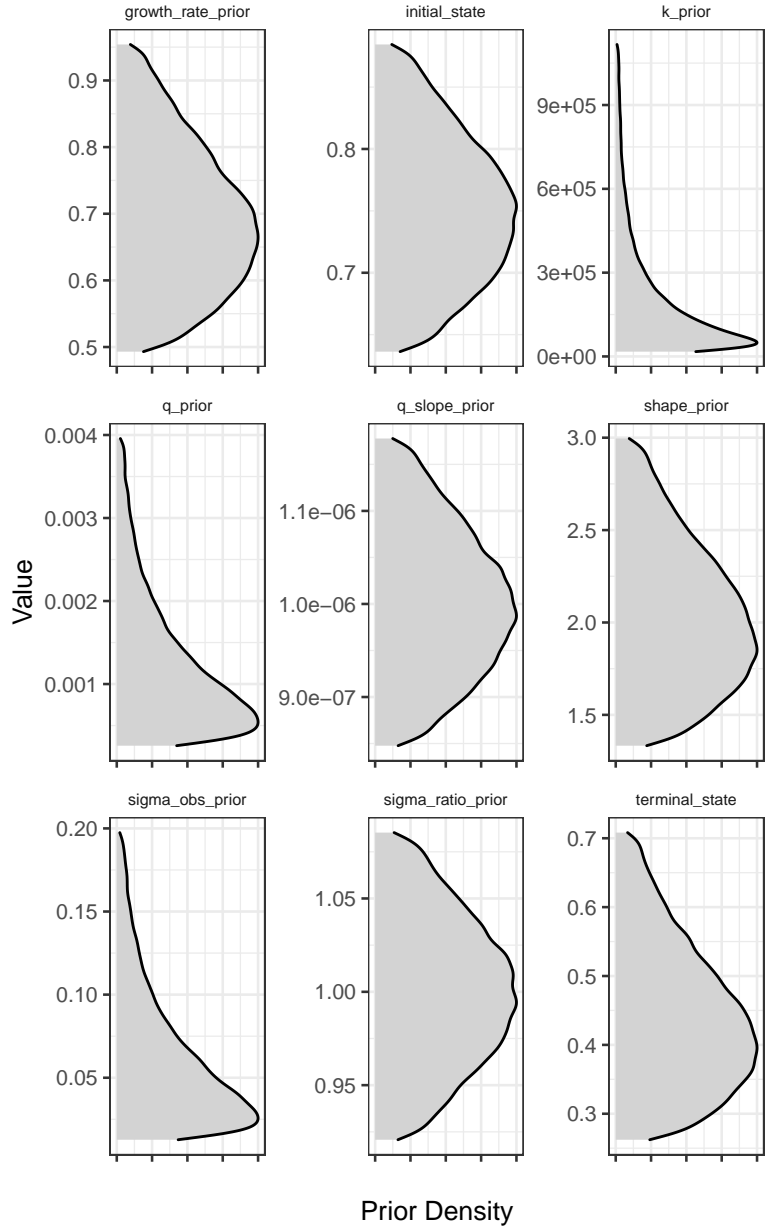 growth_rate_prior
initial_state
k_prior
0.9
0.8
0.7
0.6
0.5
0.8
0.7
9e+05
6e+05
3e+05
0e+00
q_prior
q_slope_prior
shape_prior
0.004
0.003
0.002
0.001
1.1e−06
1.0e−06
9.0e−07
3.0
2.5
2.0
1.5
Value
sigma_obs_prior
sigma_ratio_prior
terminal_state
0.20
0.15
0.10
0.05
1.05
1.00
0.95
0.7
0.6
0.5
0.4
0.3
Prior Density